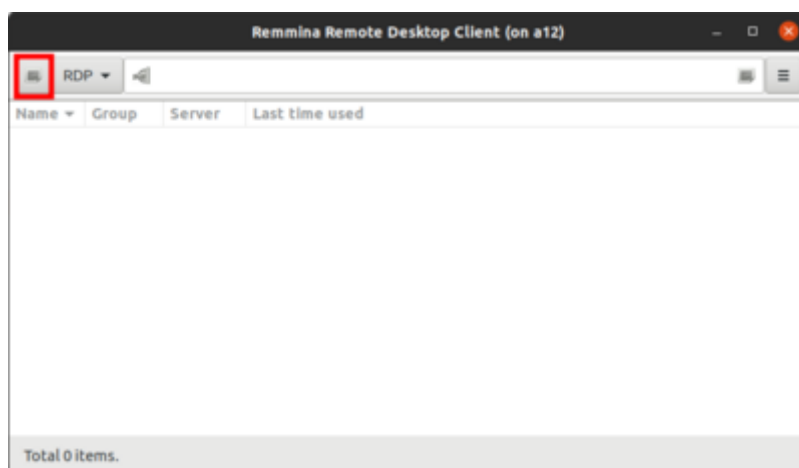 Remmina Remote Desktop Client (on a12)
RDP
Name Group Server Last time used
Total 0 items.